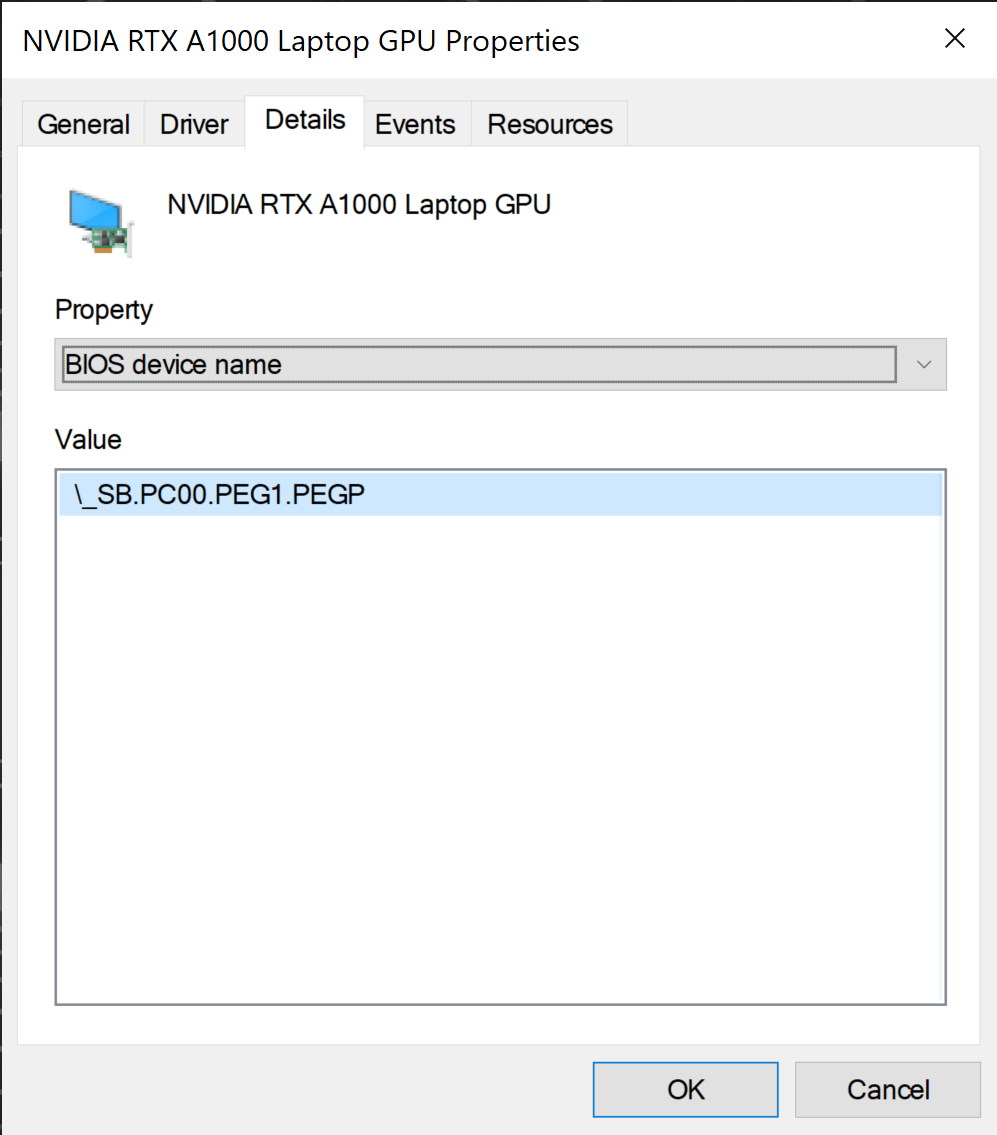 NVIDIA RTX A1000 Laptop GPU Properties
General Driver Details Events Resources
NVIDIA RTX A1000 Laptop GPU
Property
BIOS device name
Value
\_SB.PC00.PEG1.PEGP
OK Cancel